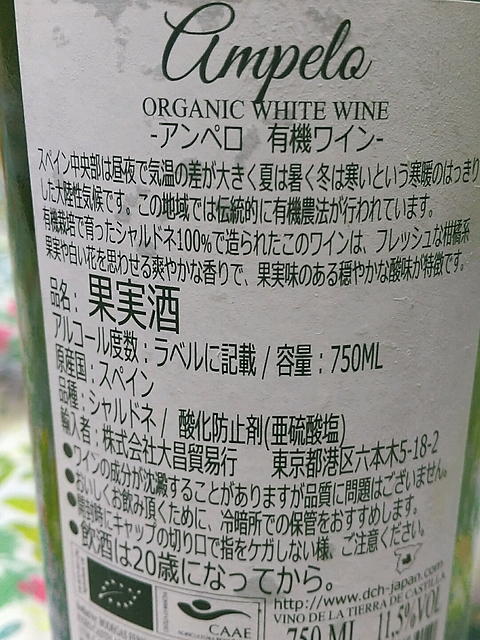 Ampelo
ORGANIC WHITE WINE
-アンペロ 有機ワイン-
スペイン中央部は昼夜で気温の差が大きく夏は暑く冬は寒いという寒暖のはっきり
した大陸性気候です。この地域では伝統的に有機農法が行われています。
有機栽培で育ったシャルドネ100%で造られたこのワインは、フレッシュな柑橘系
果実や白い花を思わせる爽やかな香りで、果実味のある穏やかな酸味が特徴です。
品名：果実酒
アルコール度数：ラベルに記載 / 容量：750ML
原産国：スペイン
品種：シャルドネ / 酸化防止剤(亜硫酸塩)
輸入者：株式会社大昌貿易行 東京都港区六本木5-18-2
●ワインの成分が沈澱することがありますが品質に問題はございません。
●おいしくお飲み頂くために、冷暗所での保管をおすすめします。
●開封時にキャップの切り口で指をケガしない様、ご注意ください。
●飲酒は20歳になってから。
http://www.dch-japan.com
VINO DE LA TIERRA DE CASTILLA
CAAE
750 ML 11,5%VOL